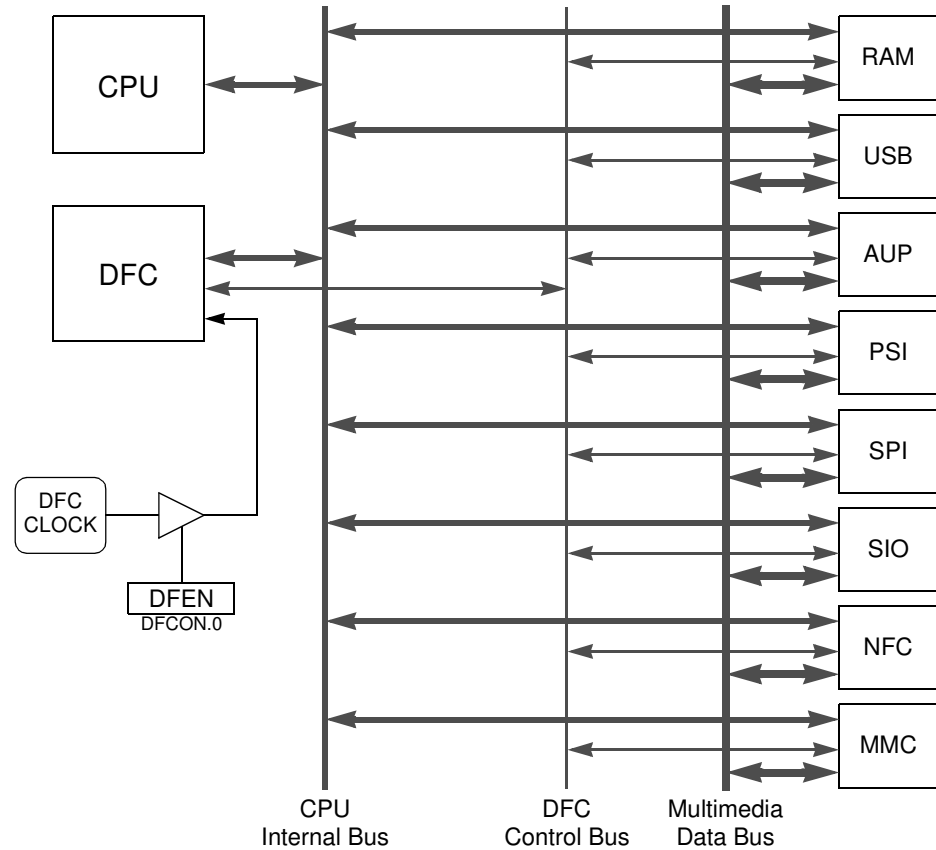 CPU
DFC
DFC
CLOCK
DFEN
DFCON.0
RAM
USB
AUP
PSI
SPI
SIO
NFC
MMC
CPU
Internal Bus
DFC
Control Bus
Multimedia
Data Bus